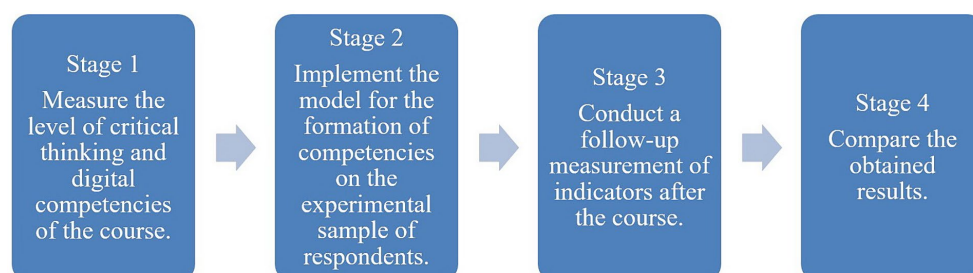 Stage 1
Measure the
level of critical
thinking and
digital
competencies
of the course.
Stage 2
Implement the
model for the
formation of
competencies
on the
experimental
sample of
respondents.
Stage 3
Conduct a
follow-up
measurement of
indicators after
the course.
Stage 4
Compare the
obtained
results.